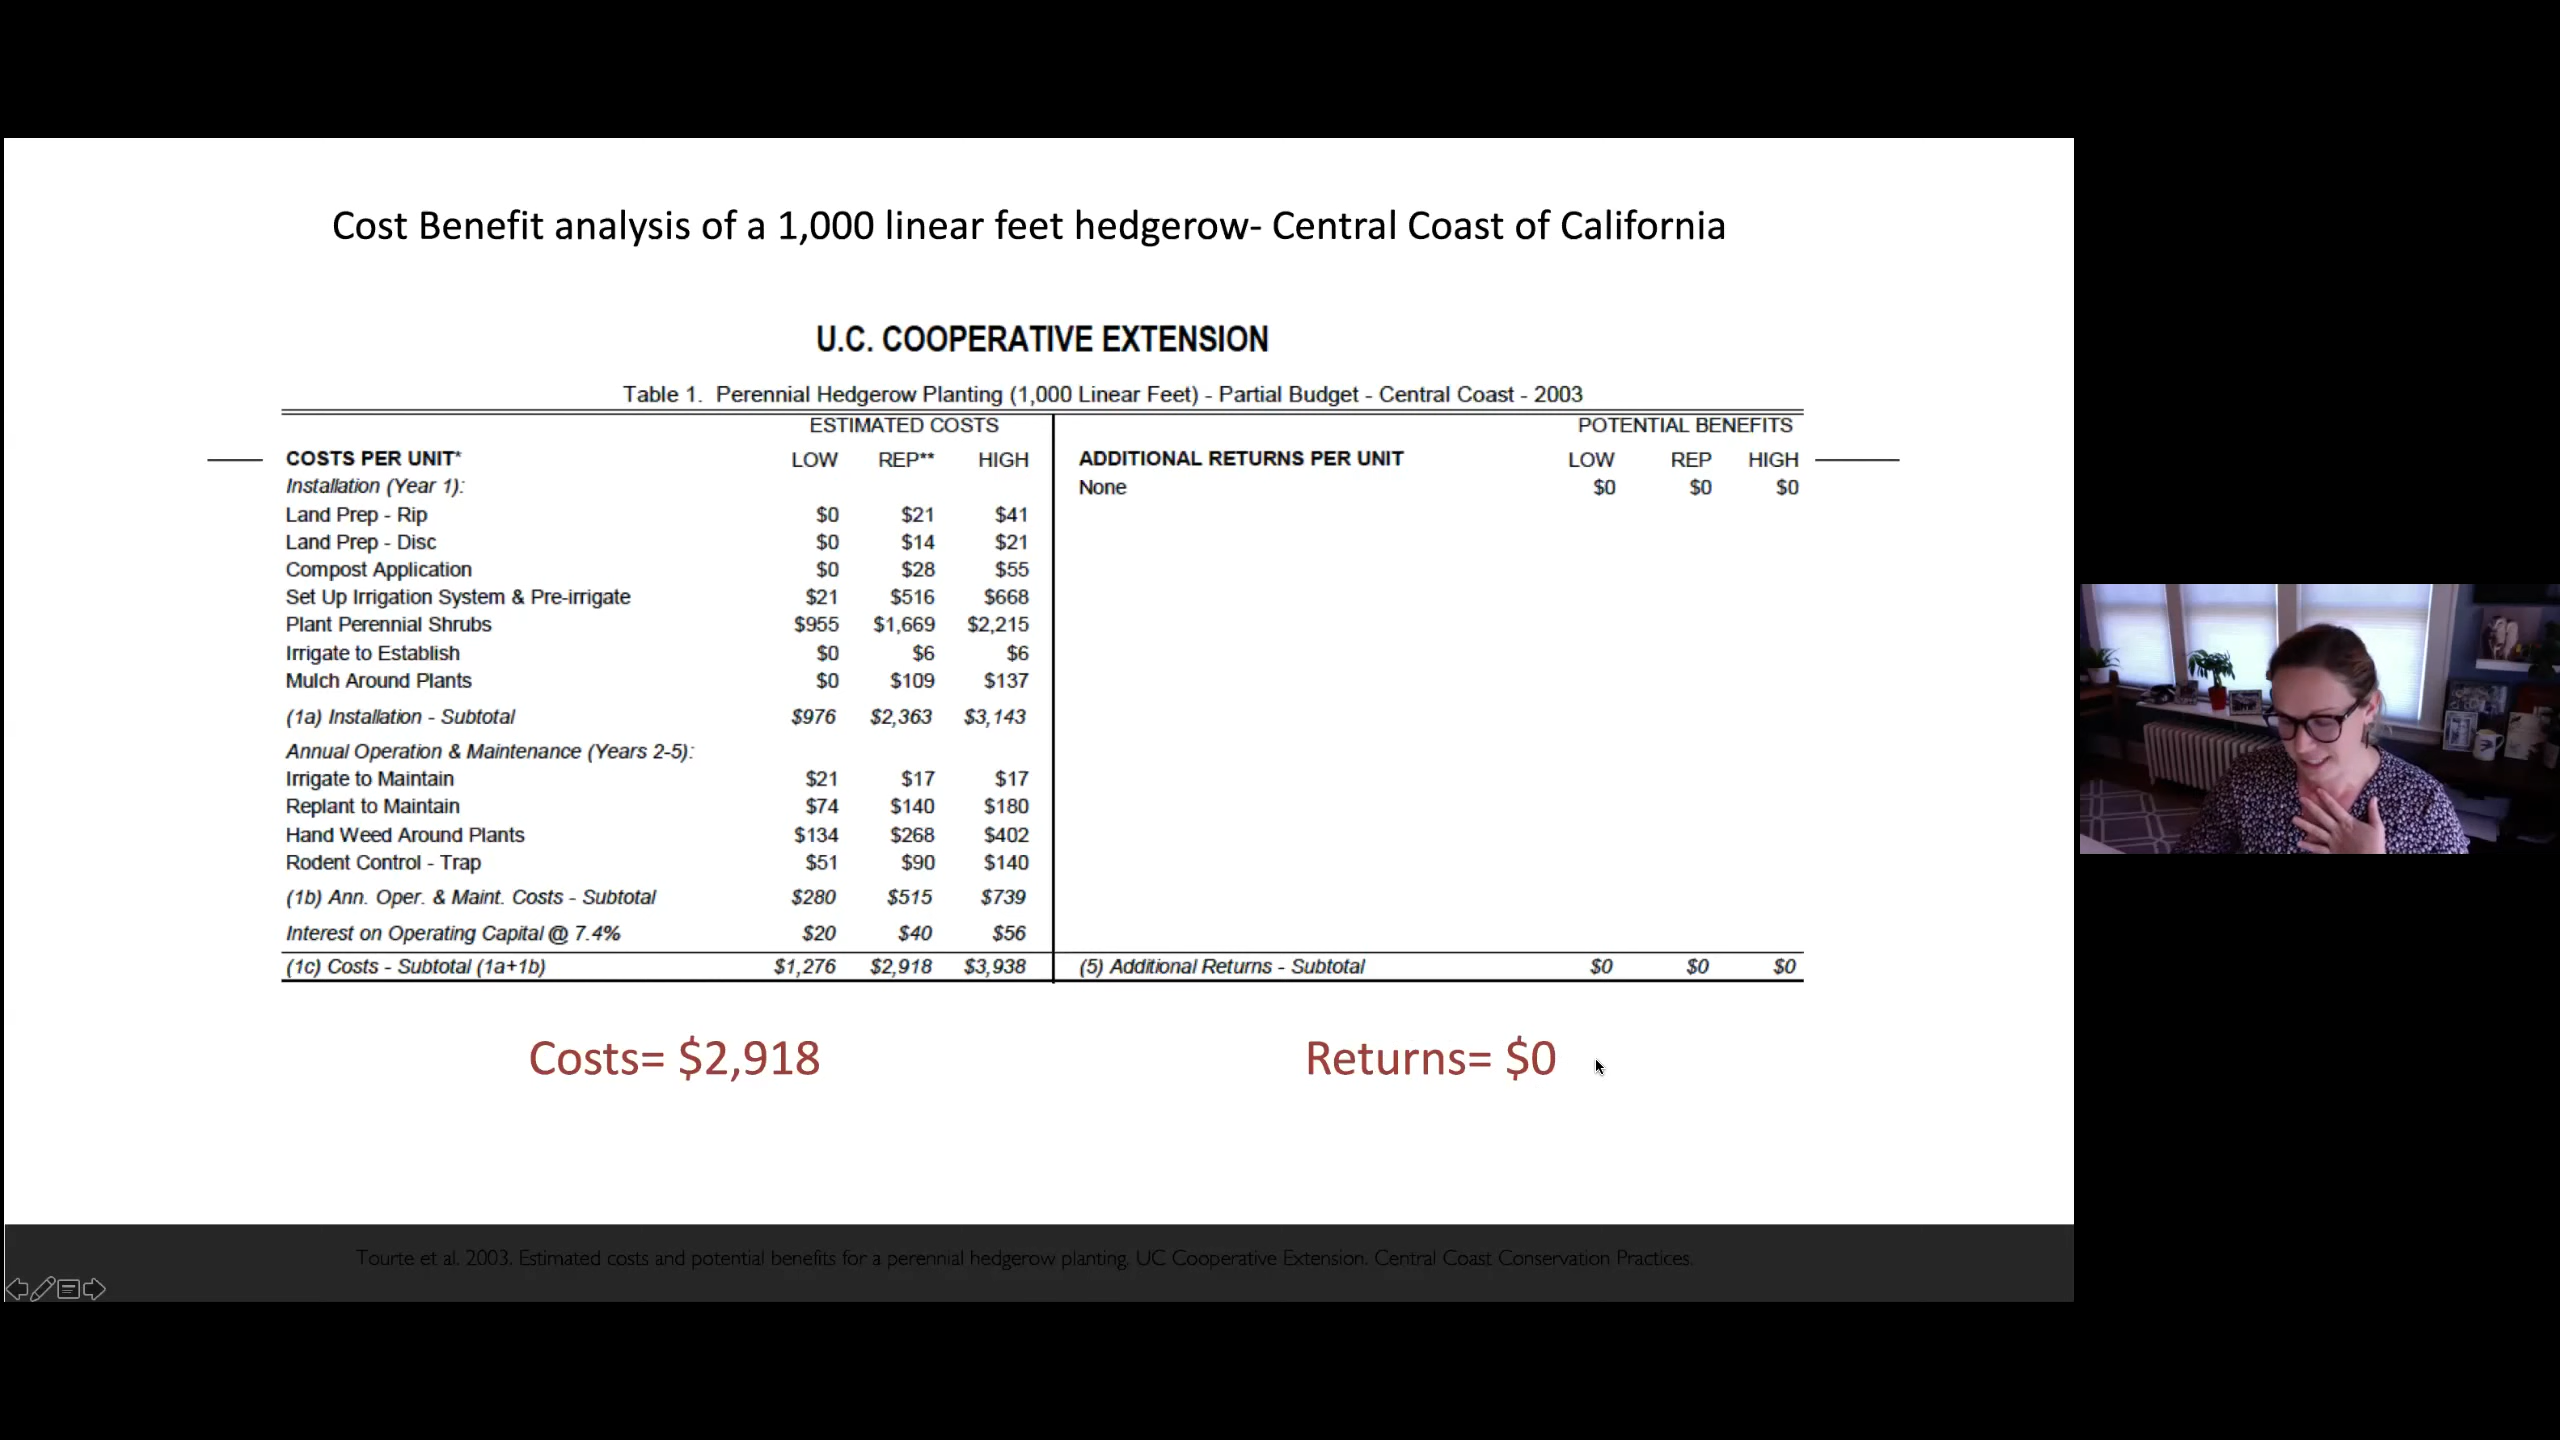 Cost Benefit analysis of a 1,000 linear feet hedgerow- Central Coast of California
U.C. COOPERATIVE EXTENSION
Table 1. Perennial Hedgerow Planting (1,000 Linear Feet) - Partial Budget - Central Coast - 2003
ESTIMATED COSTS POTENTIAL BENEFITS
COSTS PER UNIT* LOW REP** HIGH ADDITIONAL RETURNS PER UNIT LOW REP HIGH
Installation (Year 1): None $0 $0 $0
Land Prep - Rip $0 $21 $41
Land Prep - Disc $0 $14 $21
Compost Application $0 $28 $55
Set Up Irrigation System & Pre-irrigate $21 $516 $668
Plant Perennial Shrubs $955 $1,669 $2,215
Irrigate to Establish $0 $6 $6
Mulch Around Plants $0 $109 $137
(1a) Installation - Subtotal $976 $2,363 $3,143
Annual Operation & Maintenance (Years 2-5):
Irrigate to Maintain $21 $17 $17
Replant to Maintain $74 $140 $180
Hand Weed Around Plants $134 $268 $402
Rodent Control - Trap $51 $90 $140
(1b) Ann. Oper. & Maint. Costs - Subtotal $280 $515 $739
Interest on Operating Capital @ 7.4% $20 $40 $56
(1c) Costs - Subtotal (1a+1b) $1,276 $2,918 $3,938 (5) Additional Returns - Subtotal $0 $0 $0
Costs= $2,918 Returns= $0
Tourte et al. 2003. Estimated costs and potential benefits for a perennial hedgerow planting. UC Cooperative Extension. Central Coast Conservation Practices.